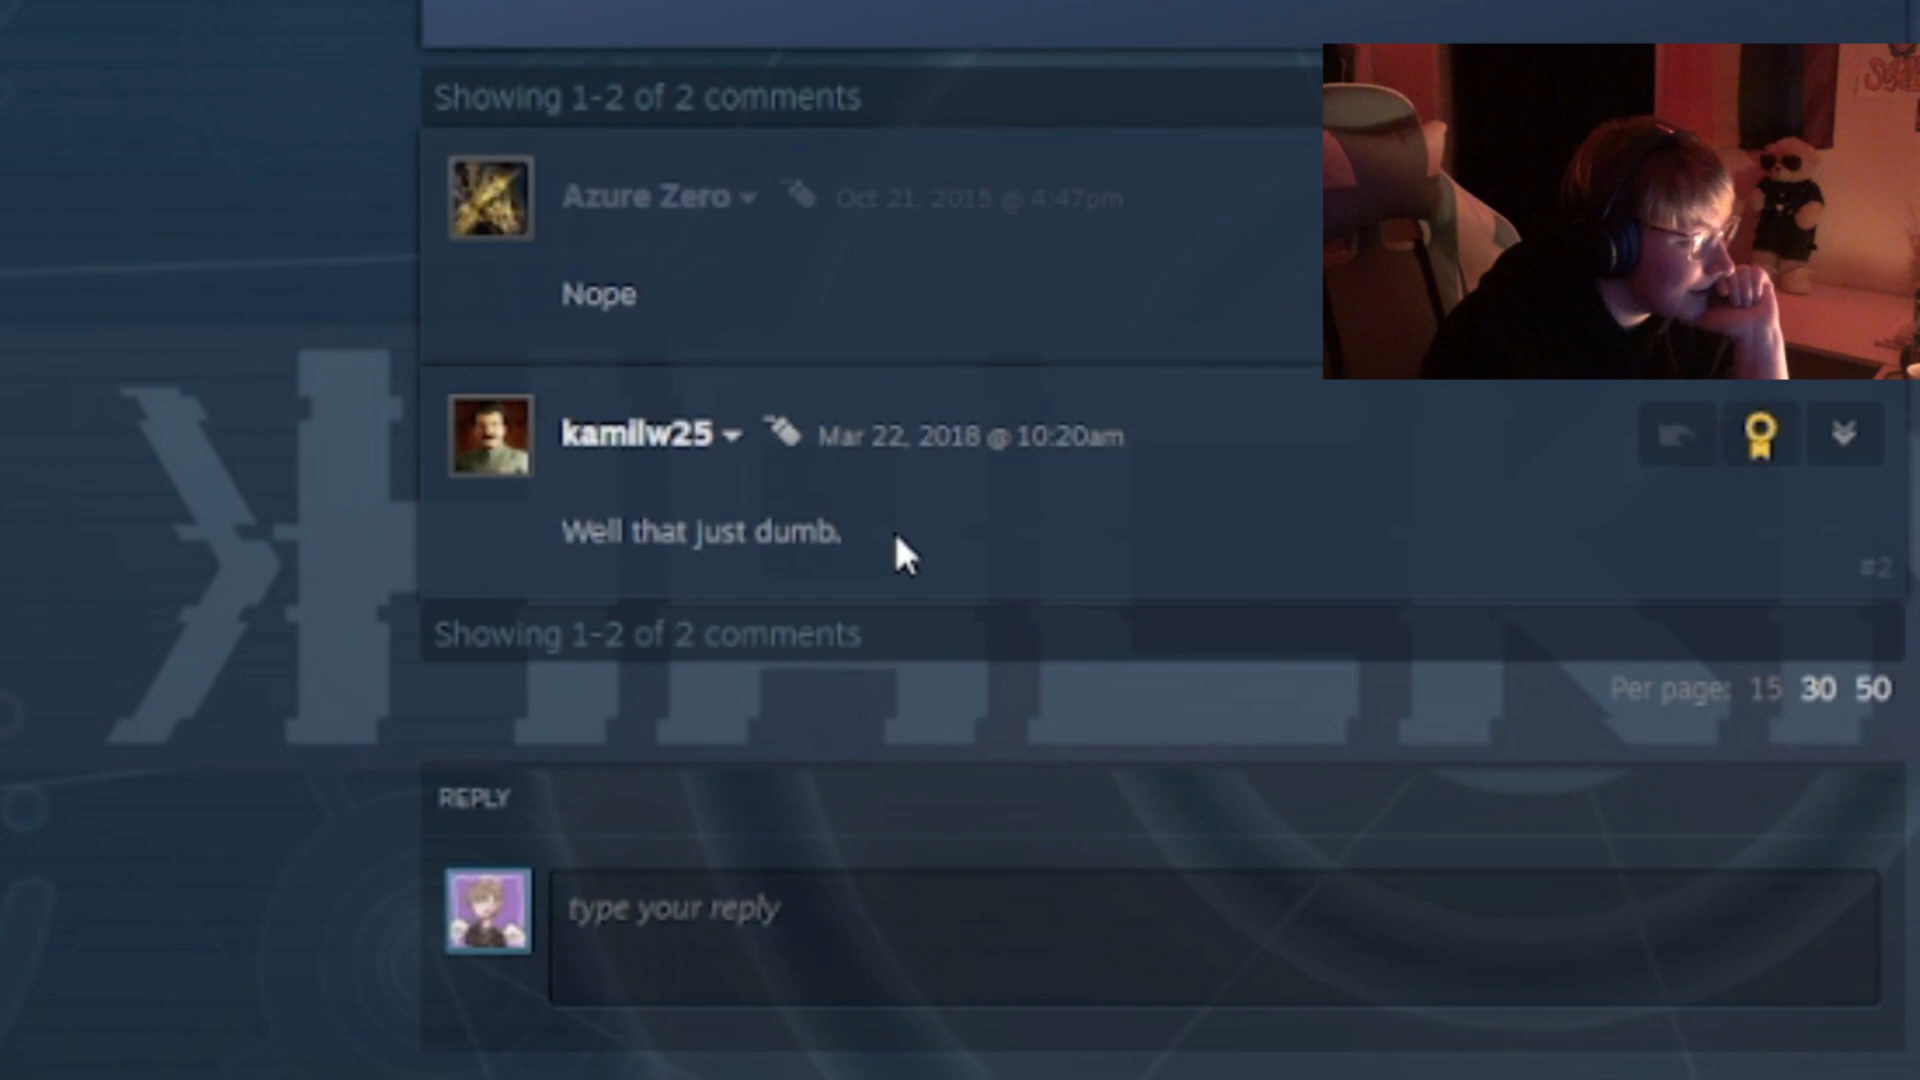 Showing 1-2 of 2 comments
Azure Zero Oct 21, 2015 @ 4:47pm
Nope
kamilw25 Mar 22, 2018 @ 10:20am
Well that just dumb.
#2
Showing 1-2 of 2 comments
Per page: 15 30 50
REPLY
type your reply